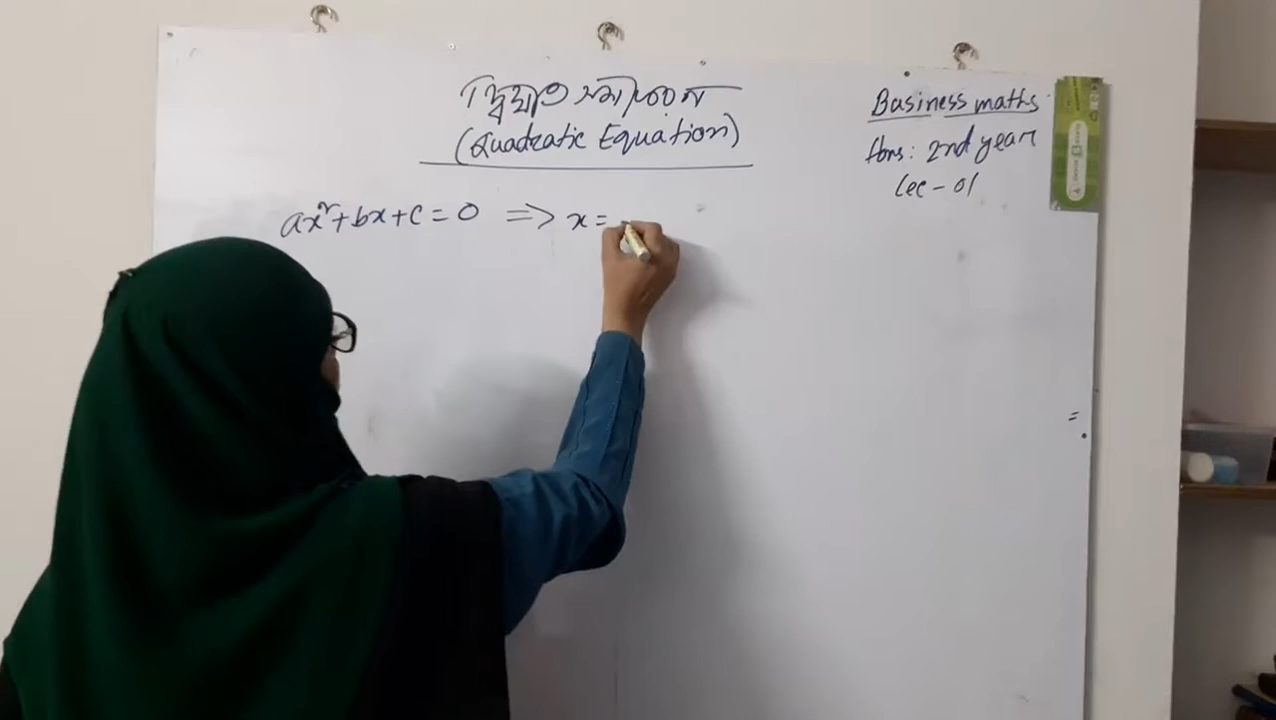 দ্বিঘাত সমীকরণ
(Quadratic Equation)
Business maths
Hons: 2nd year
Lec - 01
ax²+bx+c = 0 => x = -
=